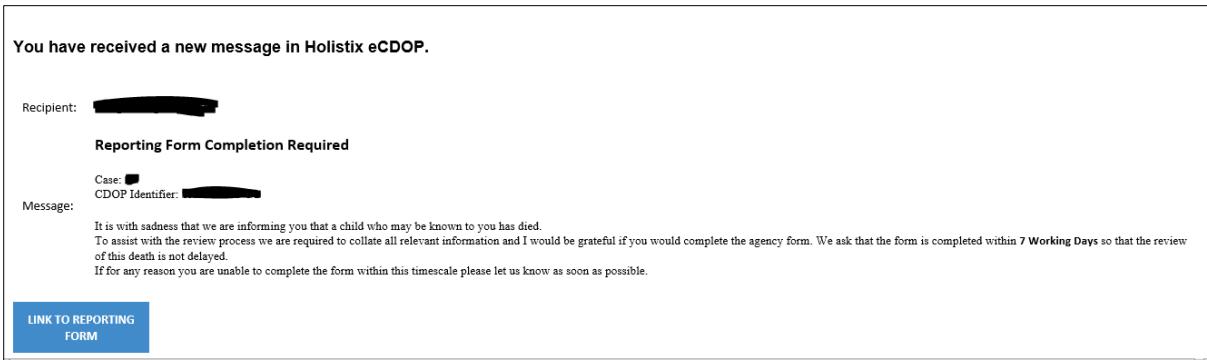 You have received a new message in Holistix eCDOP.
Recipient:
Reporting Form Completion Required
Case:
CDOP Identifier:
Message:
It is with sadness that we are informing you that a child who may be known to you has died.
To assist with the review process we are required to collate all relevant information and I would be grateful if you would complete the agency form. We ask that the form is completed within 7 Working Days so that the review
of this death is not delayed.
If for any reason you are unable to complete the form within this timescale please let us know as soon as possible.
LINK TO REPORTING
FORM